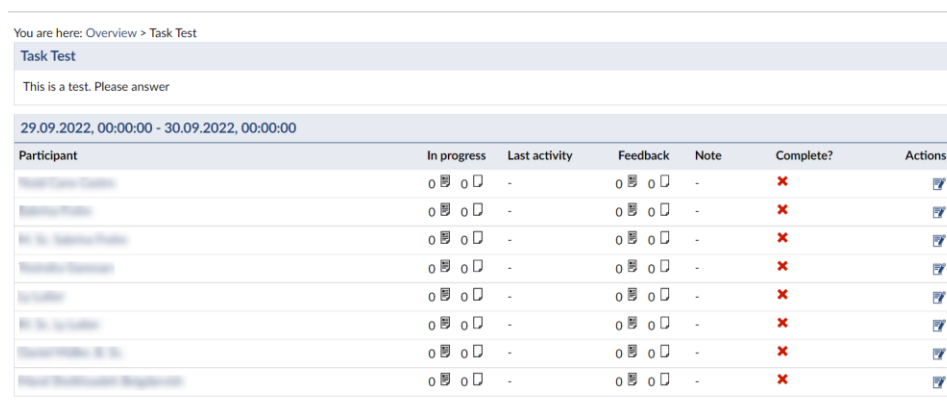 You are here: Overview > Task Test
Task Test
This is a test. Please answer
29.09.2022, 00:00:00 - 30.09.2022, 00:00:00
Participant In progress Last activity Feedback Note Complete? Actions
0 0 - 0 0 -
0 0 - 0 0 -
0 0 - 0 0 -
0 0 - 0 0 -
0 0 - 0 0 -
0 0 - 0 0 -
0 0 - 0 0 -
0 0 - 0 0 -